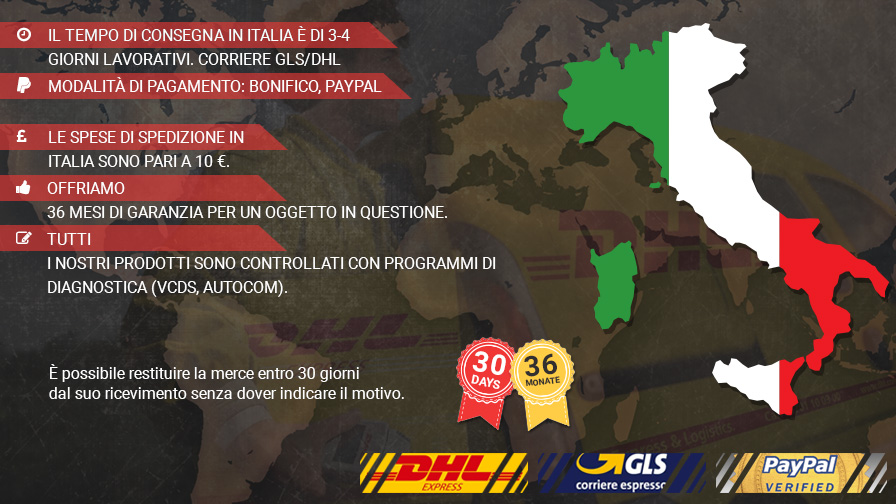 IL TEMPO DI CONSEGNA IN ITALIA È DI 3-4
GIORNI LAVORATIVI. CORRIERE GLS/DHL
MODALITÀ DI PAGAMENTO: BONIFICO, PAYPAL
£ LE SPESE DI SPEDIZIONE IN
ITALIA SONO PARI A 10 €.
OFFRIAMO
36 MESI DI GARANZIA PER UN OGGETTO IN QUESTIONE.
TUTTI
I NOSTRI PRODOTTI SONO CONTROLLATI CON PROGRAMMI DI
DIAGNOSTICA (VCDS, AUTOCOM).
È possibile restituire la merce entro 30 giorni
dal suo ricevimento senza dover indicare il motivo.
30
DAYS
36
MONATE
DHL
DHL
& Logistics
DHL
EXPRESS
GLS
corriere espresso
PayPal
VERIFIED